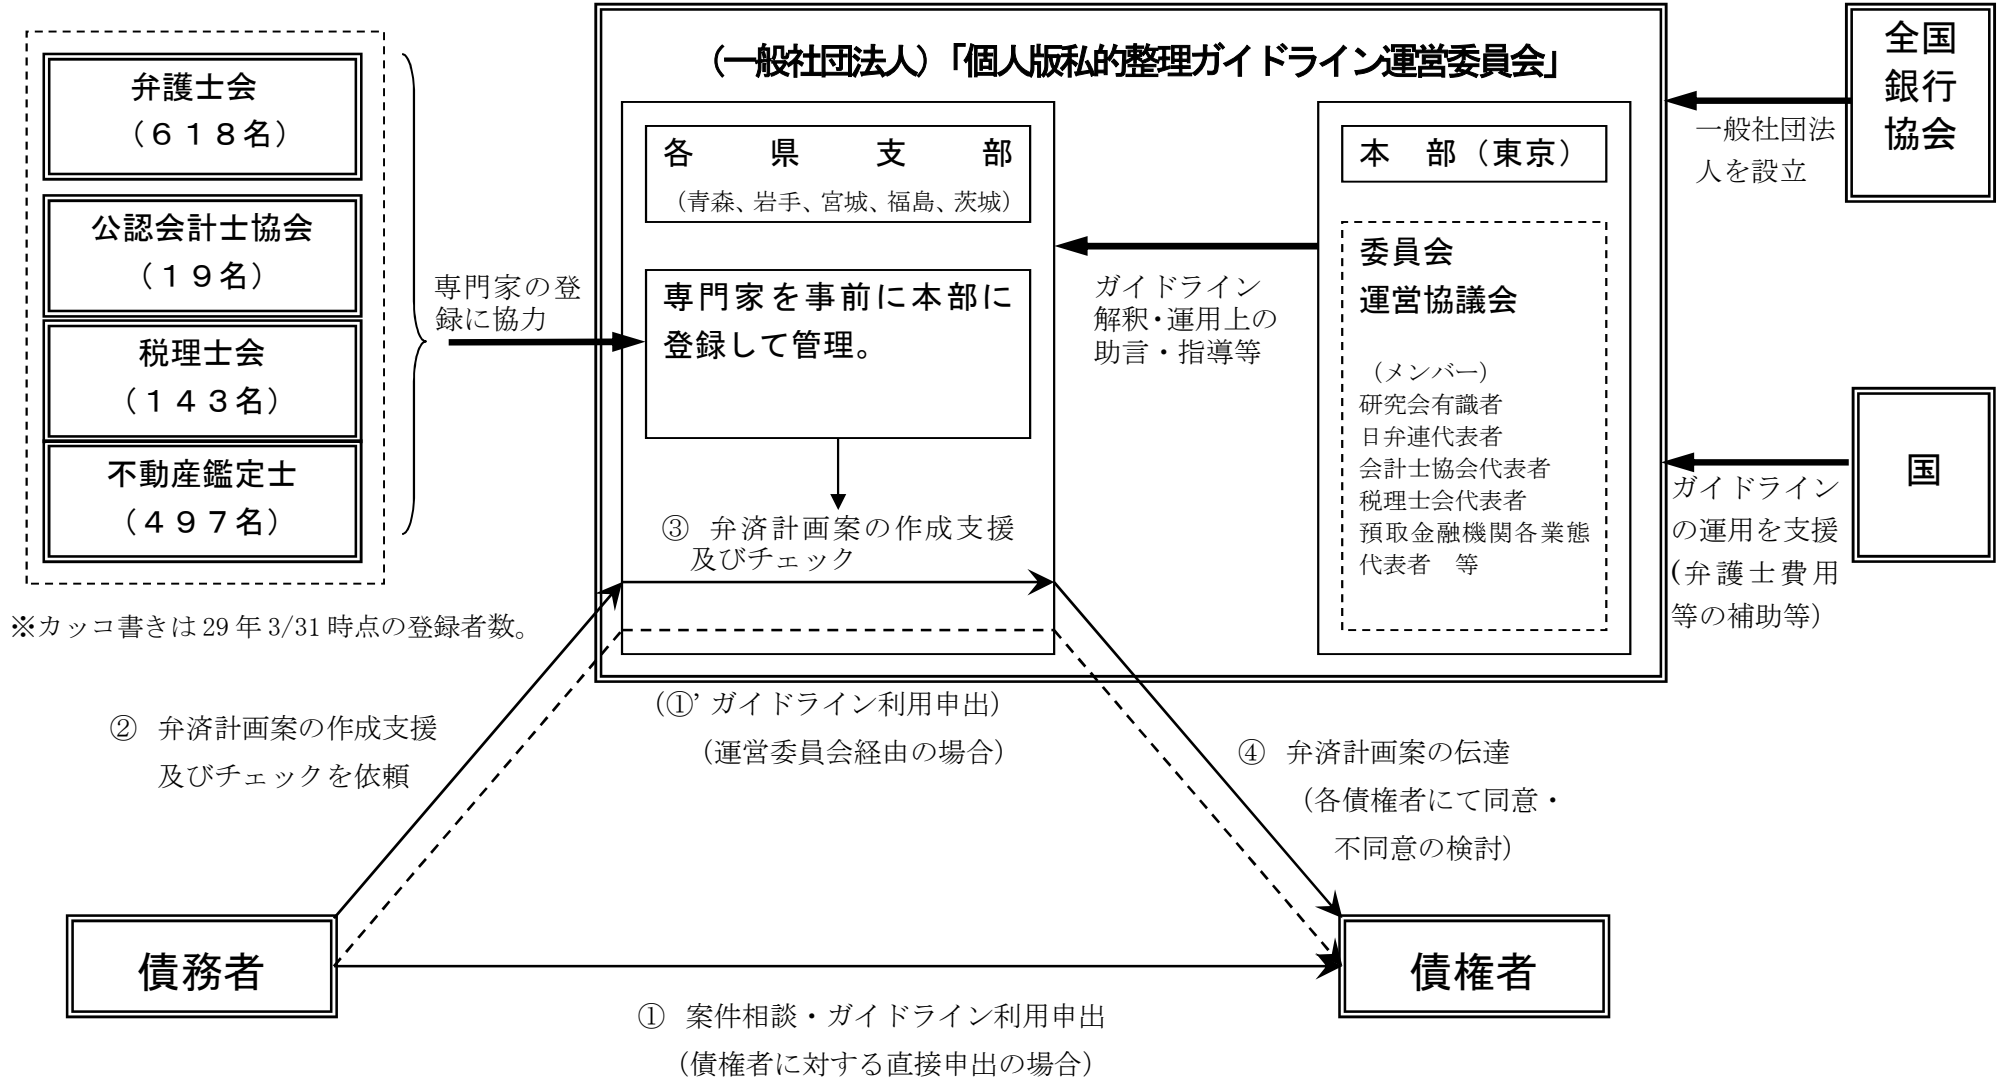 （一般社団法人）「個人版私的整理ガイドライン運営委員会」
弁護士会
（６１８名）
公認会計士協会
（１９名）
税理士会
（１４３名）
不動産鑑定士
（４９７名）
※カッコ書きは 29 年 3/31 時点の登録者数。
専門家の登
録に協力
各県支部
（青森、岩手、宮城、福島、茨城）
専門家を事前に本部に
登録して管理。
③ 弁済計画案の作成支援
及びチェック
ガイドライン
解釈・運用上の
助言・指導等
本　部（東京）
委員会
運営協議会
（メンバー）
研究会有識者
日弁連代表者
会計士協会代表者
税理士会代表者
預取金融機関各業態
代表者　等
全国
銀行
協会
一般社団法
人を設立
国
ガイドライン
の運用を支援
(弁護士費用
等の補助等)
② 弁済計画案の作成支援
及びチェックを依頼
(①’ ガイドライン利用申出)
(運営委員会経由の場合)
④ 弁済計画案の伝達
(各債権者にて同意・
不同意の検討)
債務者
債権者
① 案件相談・ガイドライン利用申出
(債権者に対する直接申出の場合)